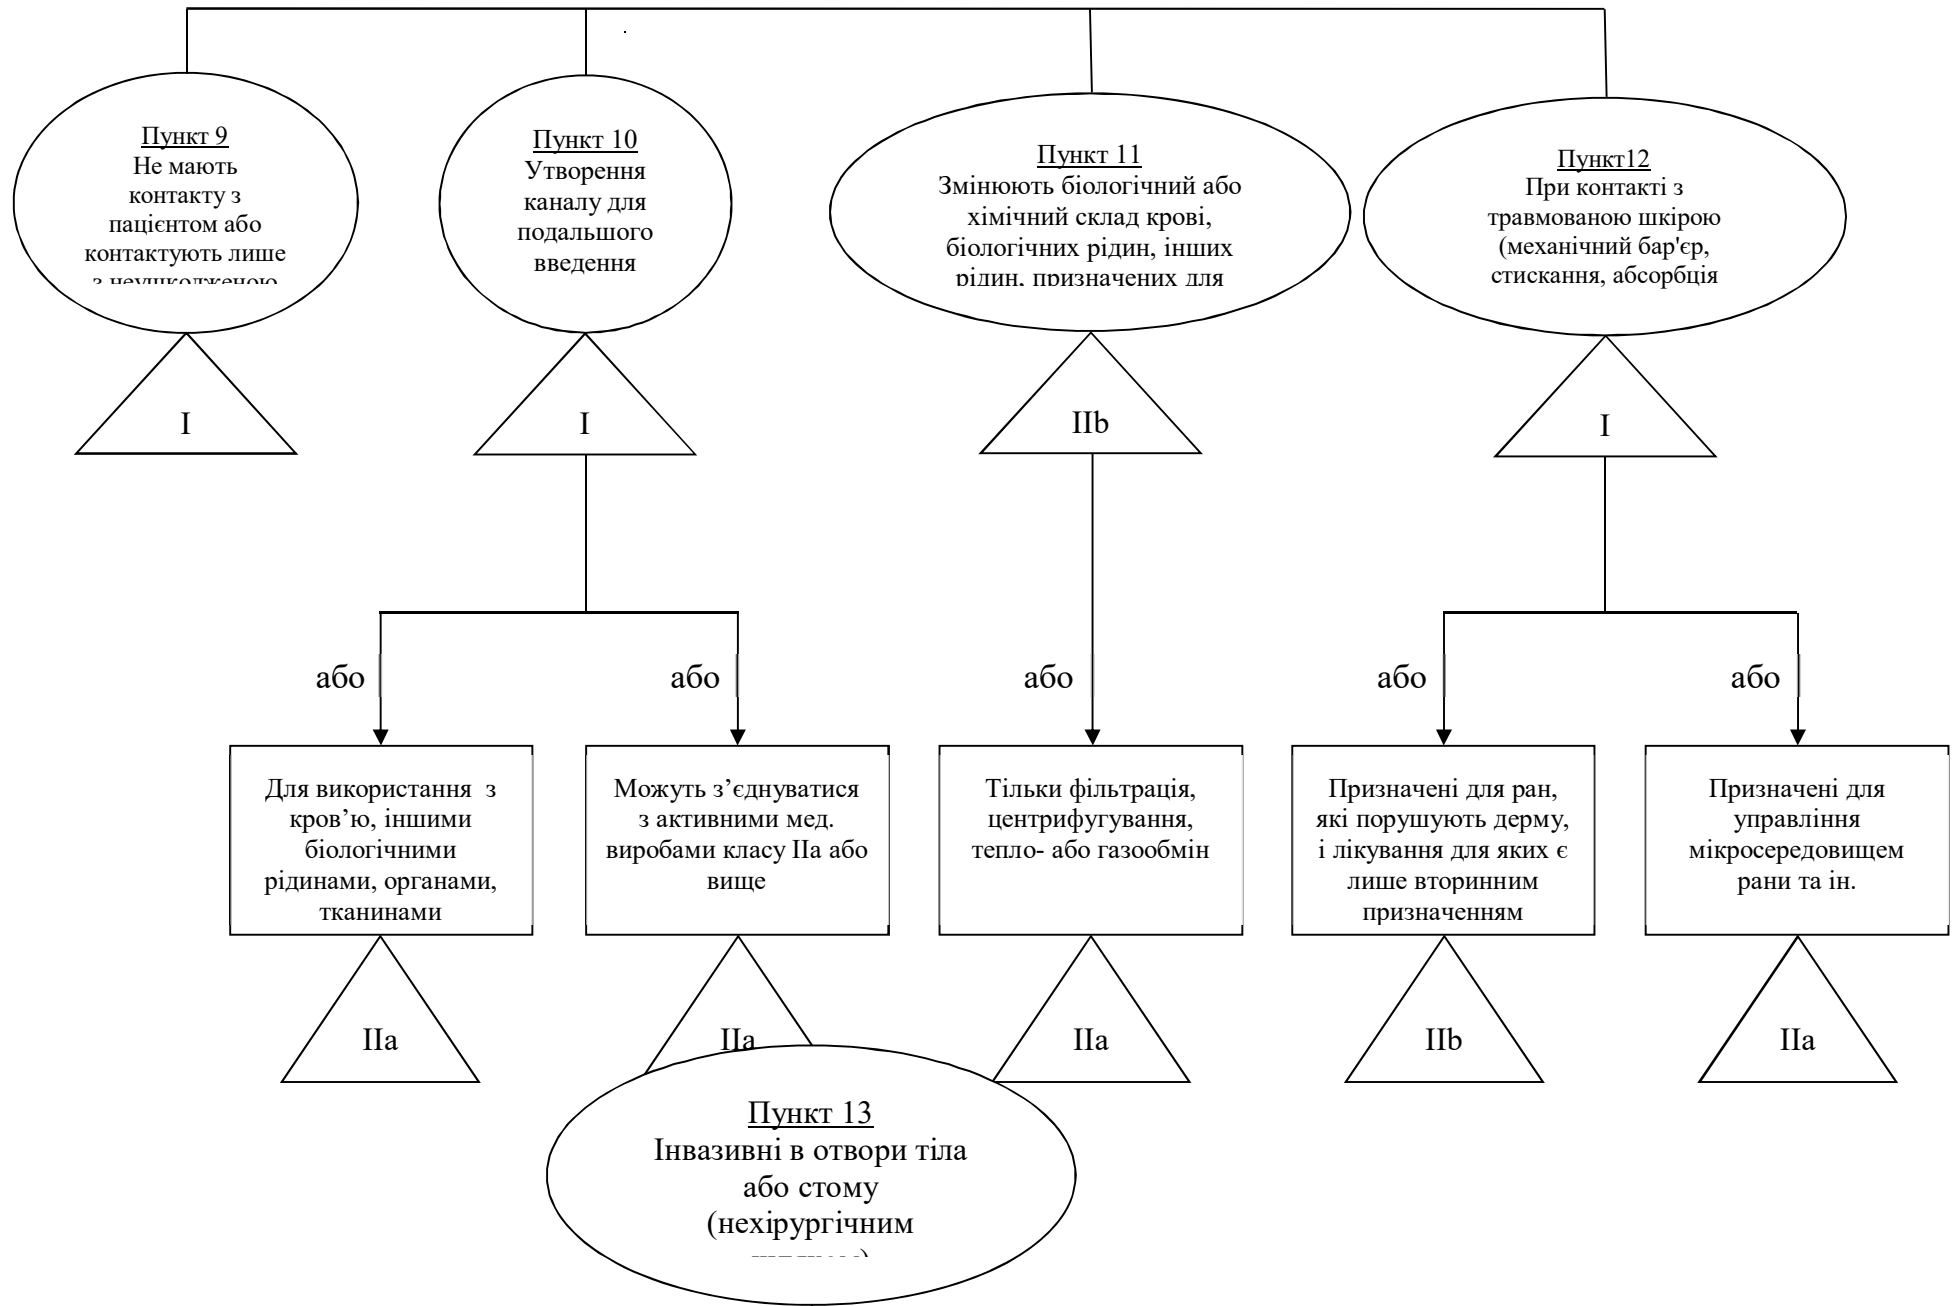 Пункт 9
Не мають
контакту з
пацієнтом або
контактують лише
з неушкодженою
I
Пункт 10
Утворення
каналу для
подальшого
введення
I
Пункт 11
Змінюють біологічний або
хімічний склад крові,
біологічних рідин, інших
рідин, призначених для
IIb
Пункт12
При контакті з
травмованою шкірою
(механічний бар'єр,
стискання, абсорбція
I
або
або
або
або
або
Для використання з
кров’ю, іншими
біологічними
рідинами, органами,
тканинами
IIa
Можуть з’єднуватися
з активними мед.
виробами класу IIa або
вище
IIa
Тільки фільтрація,
центрифугування,
тепло- або газообмін
IIa
Призначені для ран,
які порушують дерму,
і лікування для яких є
лише вторинним
призначенням
IIb
Призначені для
управління
мікросередовищем
рани та ін.
IIa
Пункт 13
Інвазивні в отвори тіла
або стому
(нехірургічним